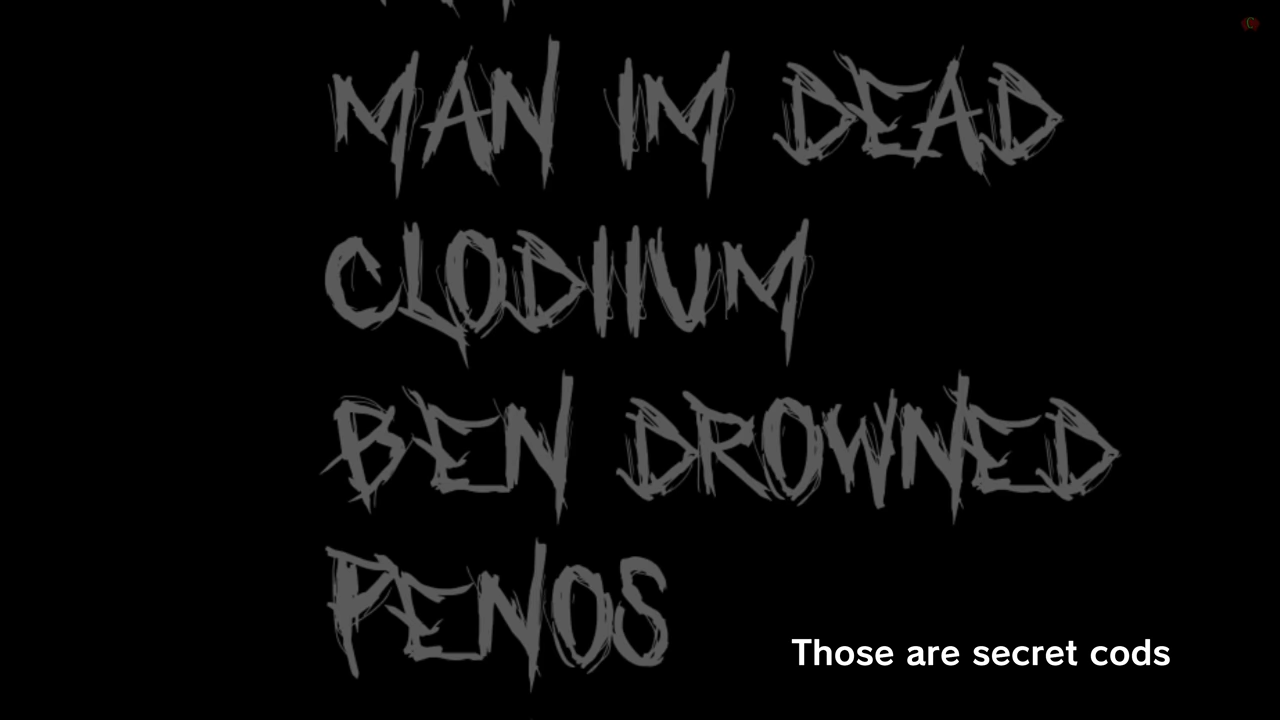 MAN IM DEAD
CLODIIUM
BEN DROWNED
PENOS
Those are secret cods